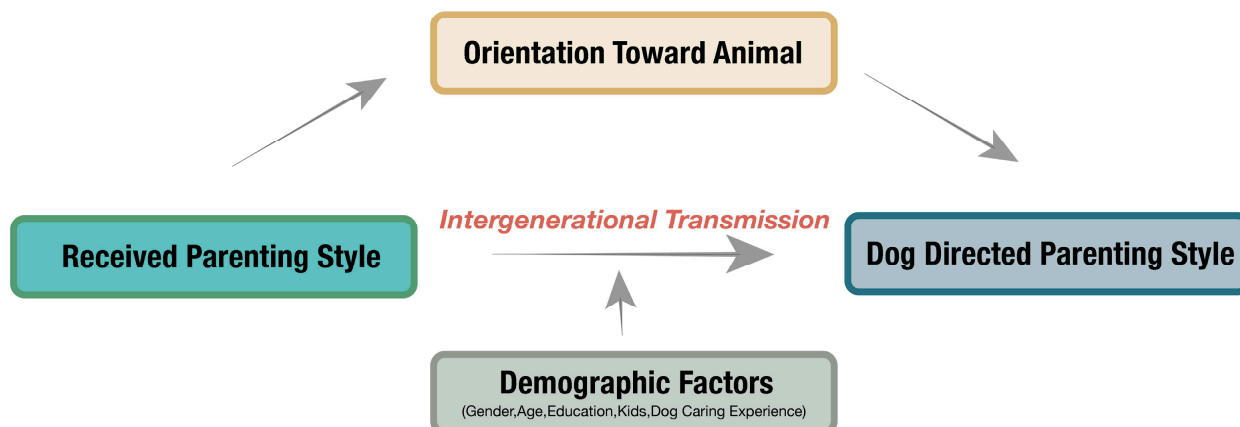 Orientation Toward Animal
Intergenerational Transmission
Received Parenting Style
Dog Directed Parenting Style
Demographic Factors
(Gender,Age,Education,Kids,Dog Caring Experience)